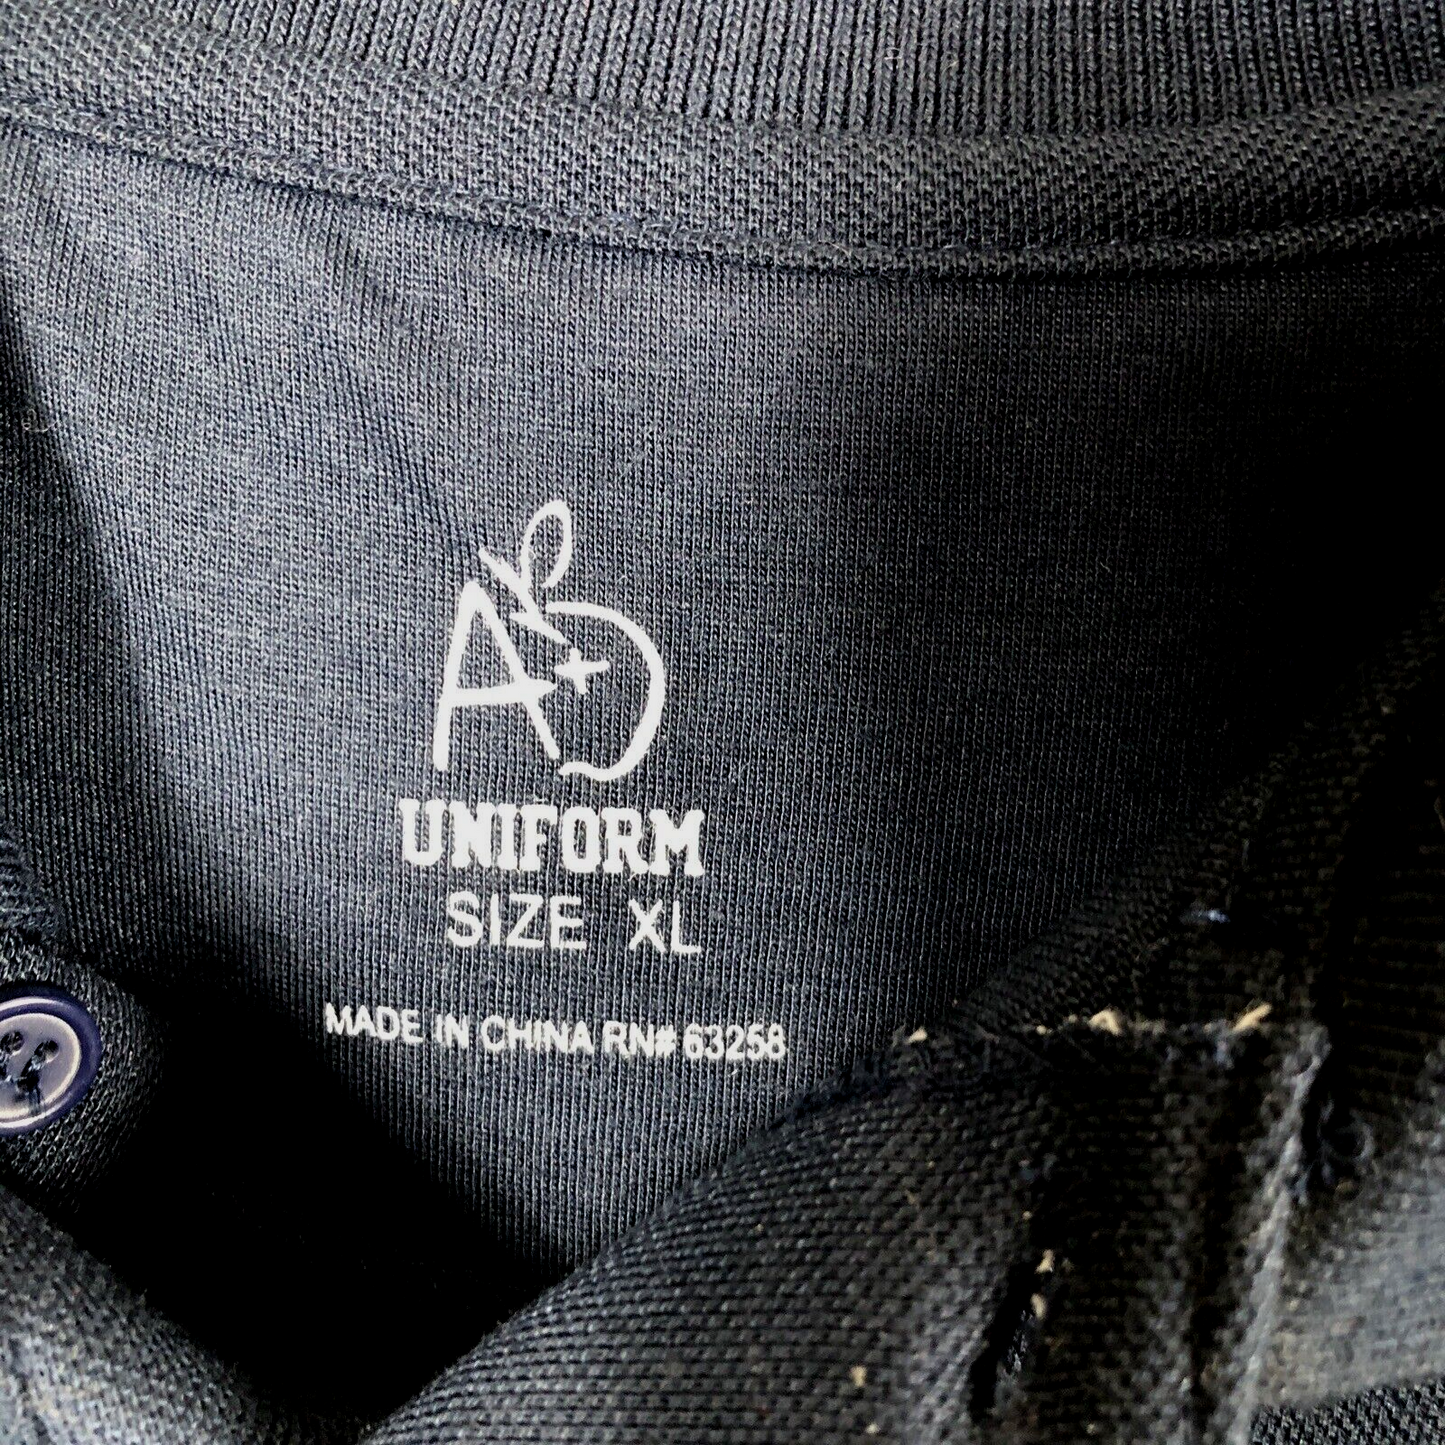 A+
UNIFORM
SIZE XL
MADE IN CHINA RN# 63258